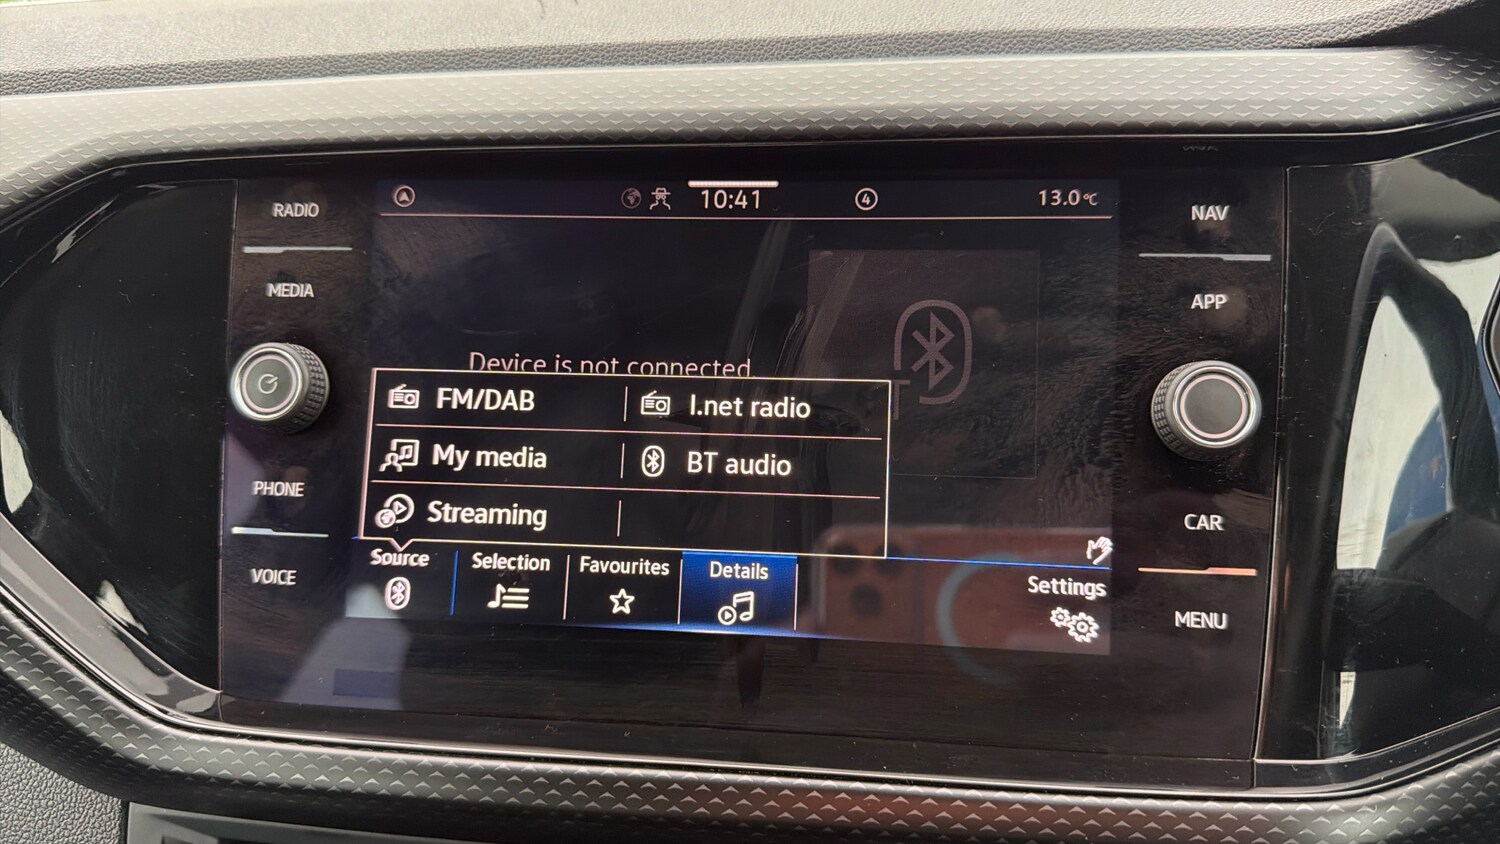 RADIO
MEDIA
PHONE
VOICE
10:41
4
13.0°C
Device is not connected.
FM/DAB
I.net radio
My media
BT audio
Streaming
Source
Selection
Favourites
Details
Settings
NAV
APP
CAR
MENU